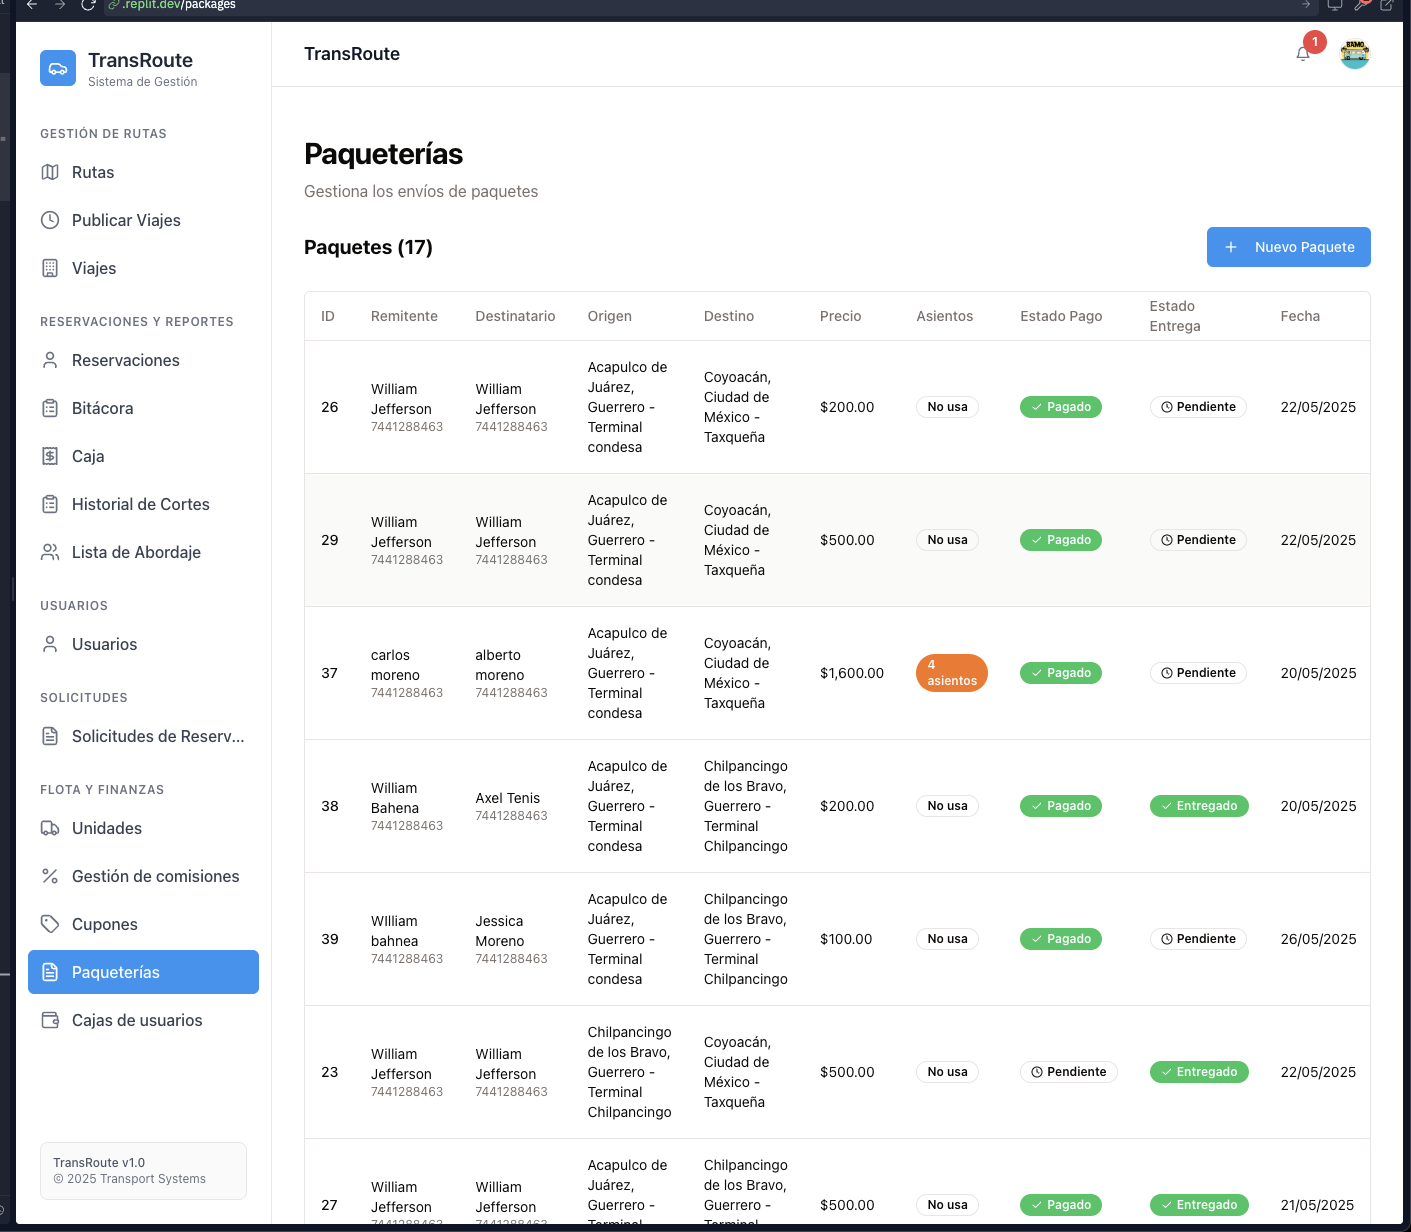 .replit.dev/packages
TransRoute
Sistema de Gestión
TransRoute
1
BAMO
GESTIÓN DE RUTAS
Rutas
Publicar Viajes
Viajes
RESERVACIONES Y REPORTES
Reservaciones
Bitácora
Caja
Historial de Cortes
Lista de Abordaje
USUARIOS
Usuarios
SOLICITUDES
Solicitudes de Reserv...
FLOTA Y FINANZAS
Unidades
Gestión de comisiones
Cupones
Paqueterías
Cajas de usuarios
TransRoute v1.0
© 2025 Transport Systems
Paqueterías
Gestiona los envíos de paquetes
Paquetes (17)
Nuevo Paquete
ID
Remitente
Destinatario
Origen
Destino
Precio
Asientos
Estado Pago
Estado
Entrega
Fecha
26
William
Jefferson
7441288463
William
Jefferson
7441288463
Acapulco de
Juárez,
Guerrero -
Terminal
condesa
Coyoacán,
Ciudad de
México -
Taxqueña
$200.00
No usa
Pagado
Pendiente
22/05/2025
29
William
Jefferson
7441288463
William
Jefferson
7441288463
Acapulco de
Juárez,
Guerrero -
Terminal
condesa
Coyoacán,
Ciudad de
México -
Taxqueña
$500.00
No usa
Pagado
Pendiente
22/05/2025
37
carlos
moreno
7441288463
alberto
moreno
7441288463
Acapulco de
Juárez,
Guerrero -
Terminal
condesa
Coyoacán,
Ciudad de
México -
Taxqueña
$1,600.00
4
asientos
Pagado
Pendiente
20/05/2025
38
William
Bahena
7441288463
Axel Tenis
7441288463
Acapulco de
Juárez,
Guerrero -
Terminal
condesa
Chilpancingo
de los Bravo,
Guerrero -
Terminal
Chilpancingo
$200.00
No usa
Pagado
Entregado
20/05/2025
39
WIlliam
bahnea
7441288463
Jessica
Moreno
7441288463
Acapulco de
Juárez,
Guerrero -
Terminal
condesa
Chilpancingo
de los Bravo,
Guerrero -
Terminal
Chilpancingo
$100.00
No usa
Pagado
Pendiente
26/05/2025
23
William
Jefferson
7441288463
William
Jefferson
7441288463
Chilpancingo
de los Bravo,
Guerrero -
Terminal
Chilpancingo
Coyoacán,
Ciudad de
México -
Taxqueña
$500.00
No usa
Pendiente
Entregado
22/05/2025
27
William
Jefferson
7441288463
William
Jefferson
7441288463
Acapulco de
Juárez,
Guerrero -
Terminal
Chilpancingo
de los Bravo,
Guerrero -
Terminal
$500.00
No usa
Pagado
Entregado
21/05/2025